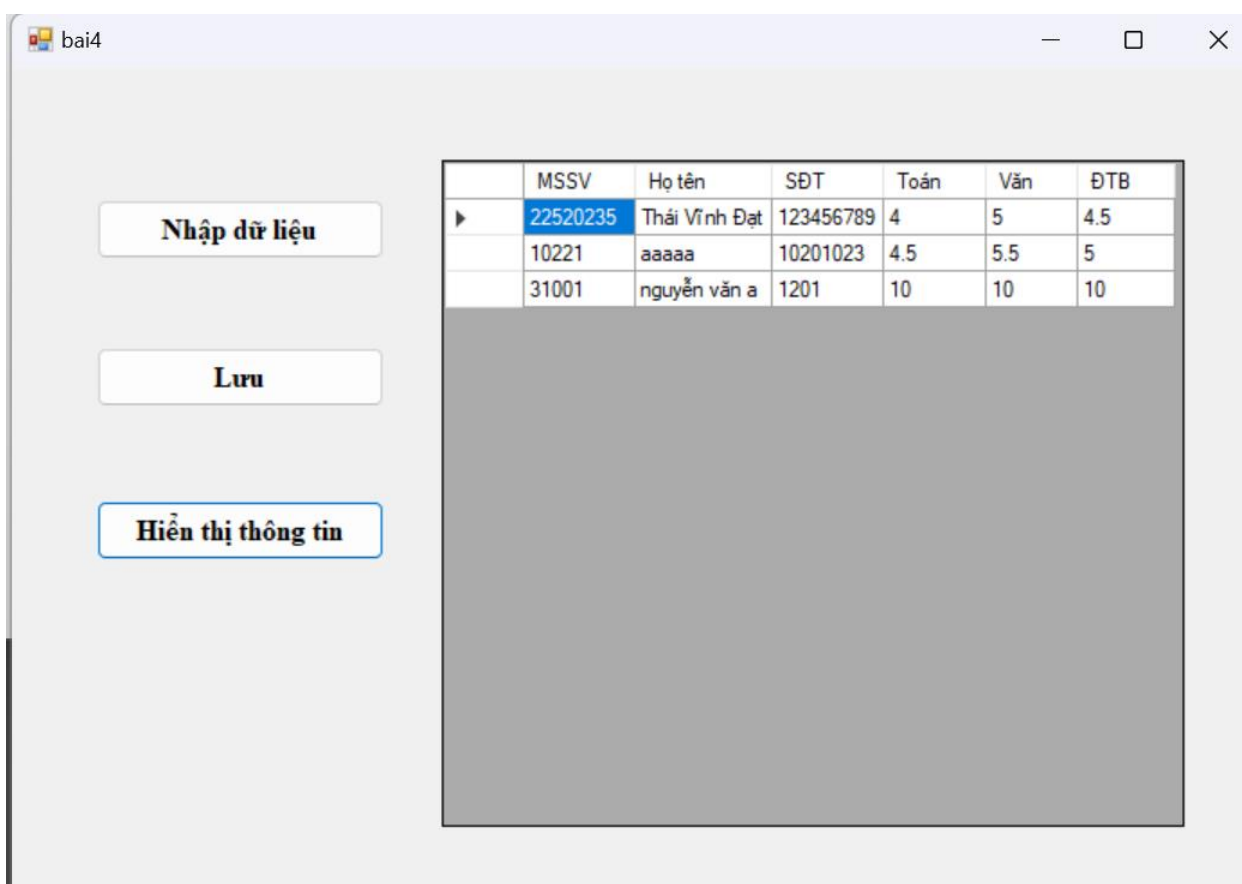 bai4
Nhập dữ liệu
Lưu
Hiển thị thông tin
MSSV Họ tên SĐT Toán Văn ĐTB
22520235 Thái Vĩnh Đạt 123456789 4 5 4.5
10221 aaaaa 10201023 4.5 5.5 5
31001 nguyễn văn a 1201 10 10 10